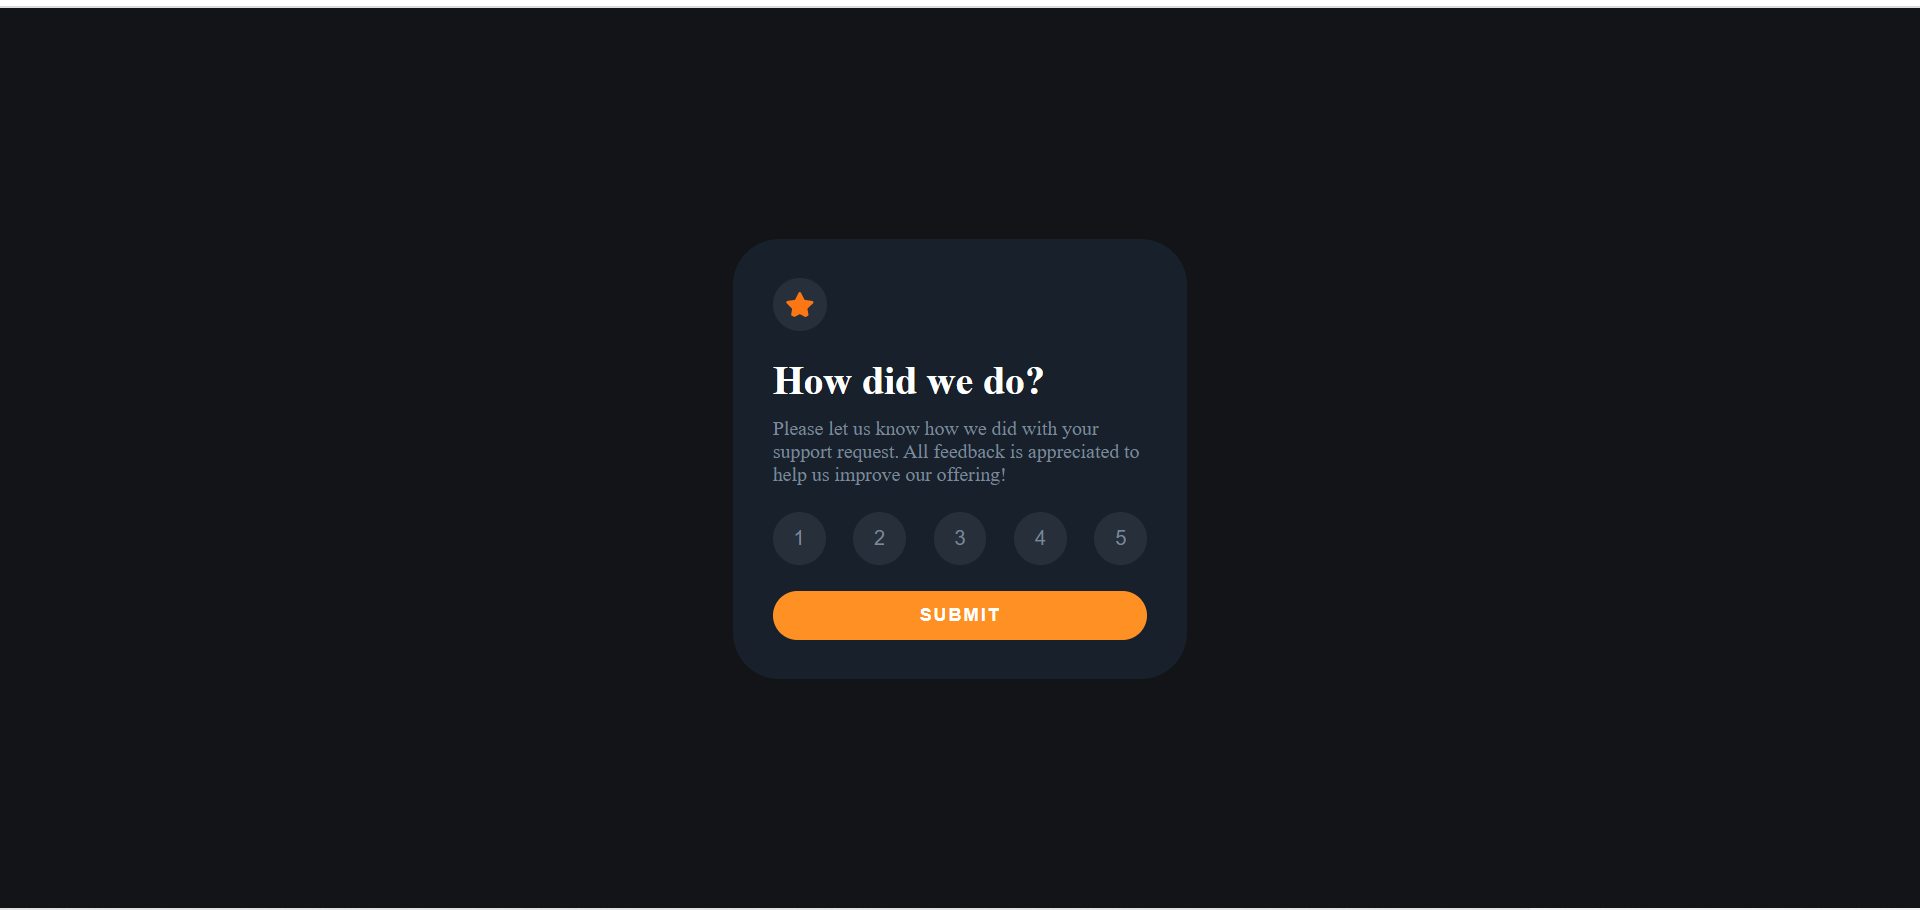 How did we do?
Please let us know how we did with your
support request. All feedback is appreciated to
help us improve our offering!
1 2 3 4 5
SUBMIT